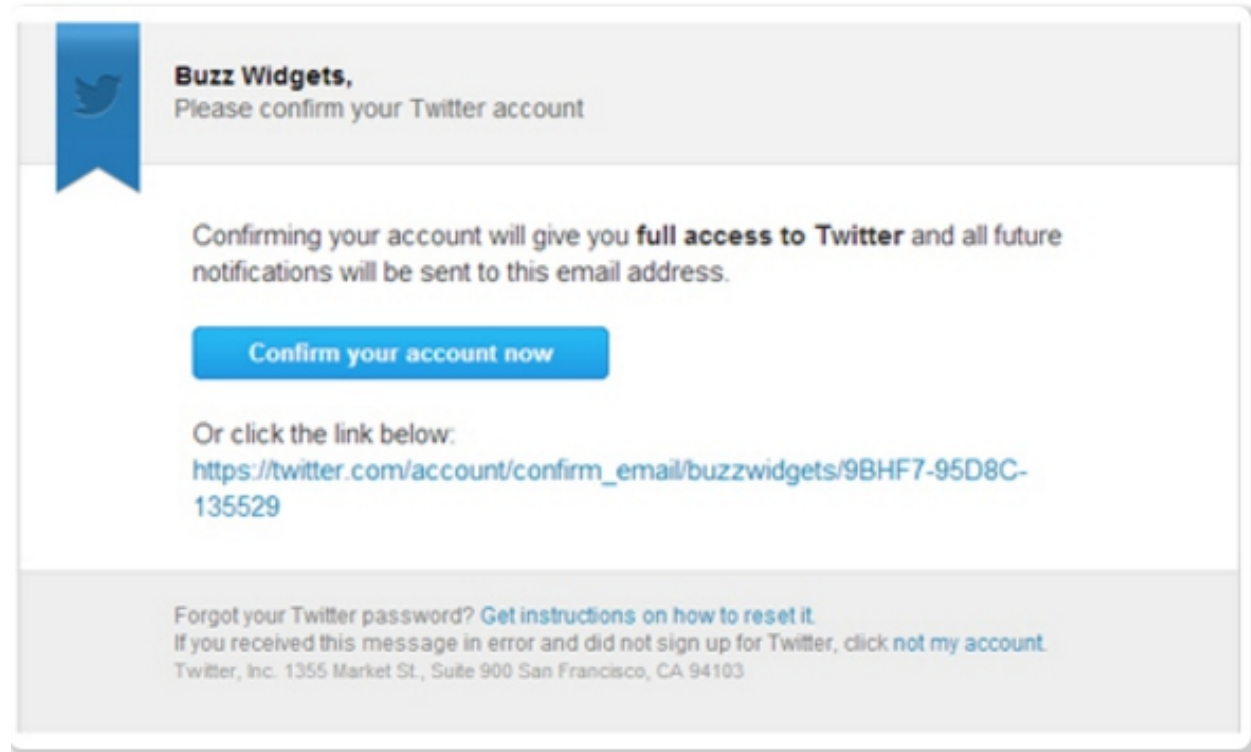 Buzz Widgets,
Please confirm your Twitter account
Confirming your account will give you full access to Twitter and all future
notifications will be sent to this email address.
Confirm your account now
Or click the link below:
https://twitter.com/account/confirm_email/buzzwidgets/9BHF7-95D8C-
135529
Forgot your Twitter password? Get instructions on how to reset it.
If you received this message in error and did not sign up for Twitter, click not my account.
Twitter, Inc. 1355 Market St., Suite 900 San Francisco, CA 94103